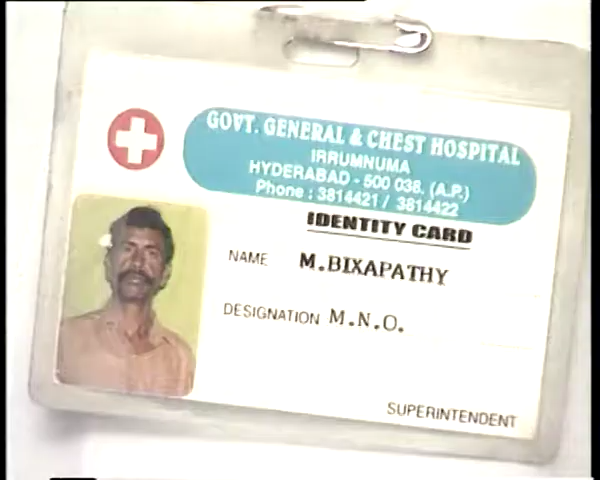 GOVT. GENERAL & CHEST HOSPITAL
IRRUMNUMA
HYDERABAD - 500 038. (A.P.)
Phone : 3814421 / 3814422
IDENTITY CARD
NAME M.BIXAPATHY
DESIGNATION M.N.O.
SUPERINTENDENT